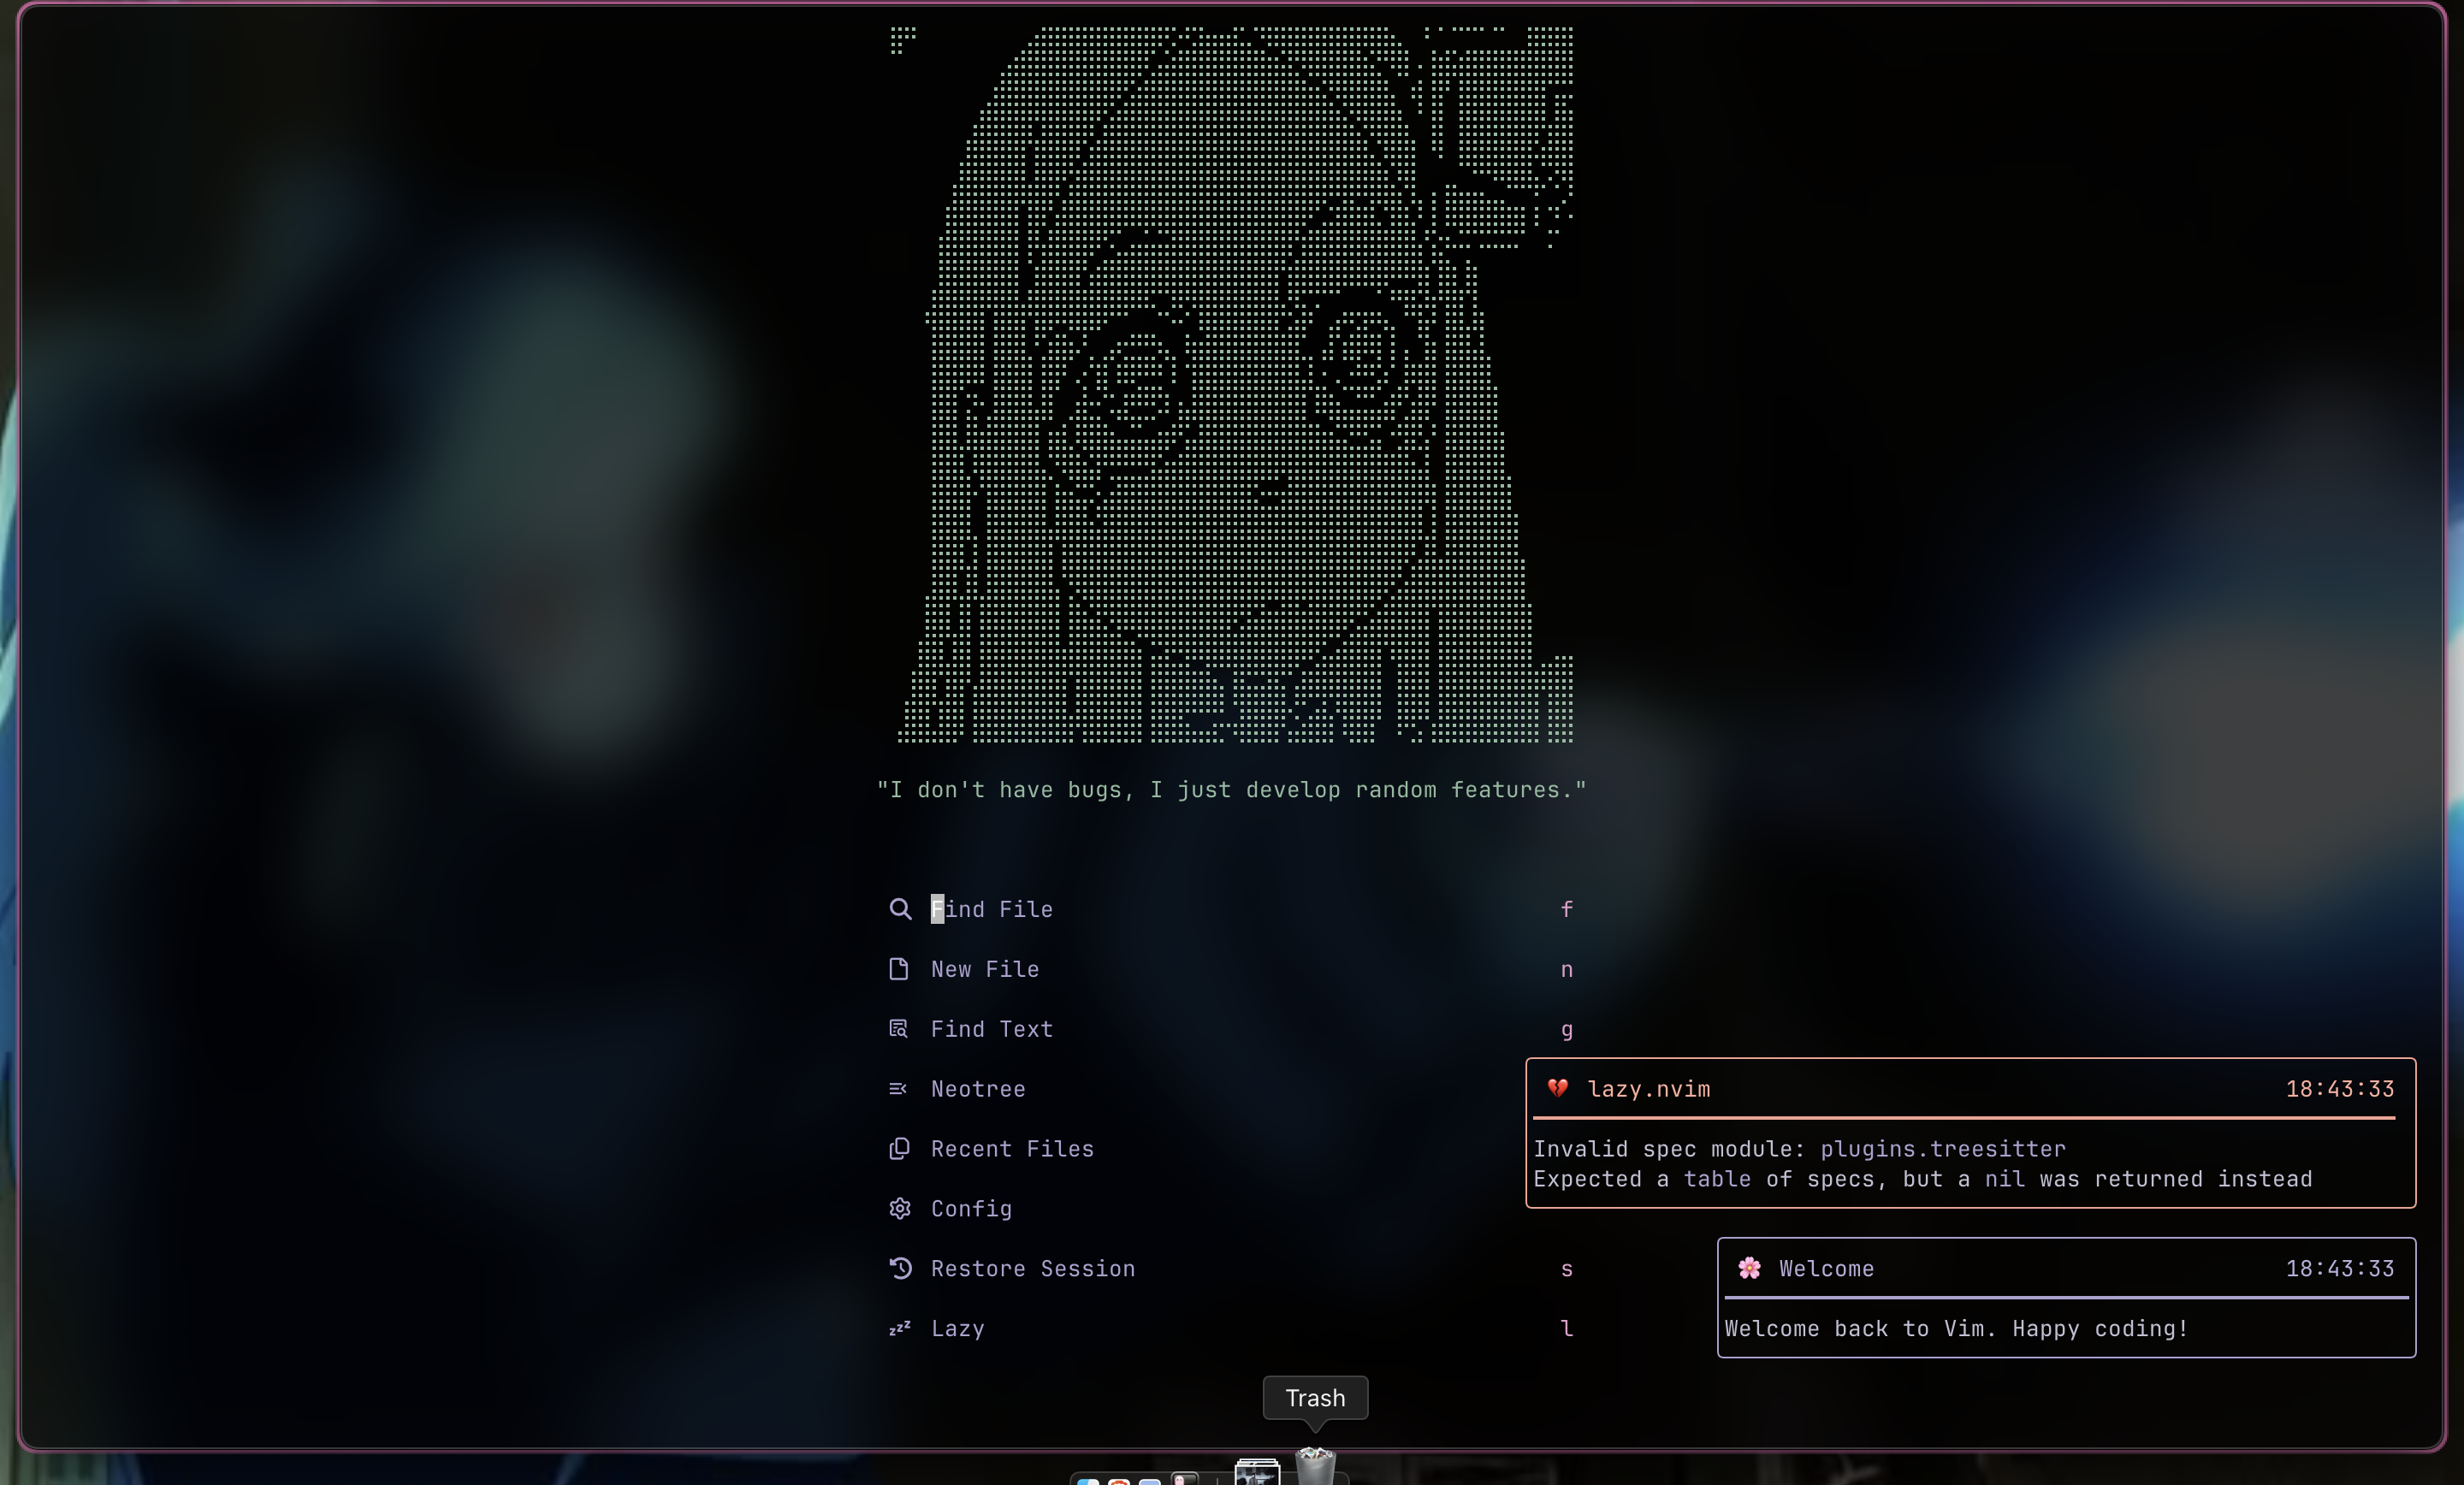 "I don't have bugs, I just develop random features."
Find File f
New File n
Find Text g
Neotree
Recent Files
Config
Restore Session s
Lazy l
lazy.nvim 18:43:33
Invalid spec module: plugins.treesitter
Expected a table of specs, but a nil was returned instead
Welcome 18:43:33
Welcome back to Vim. Happy coding!
Trash